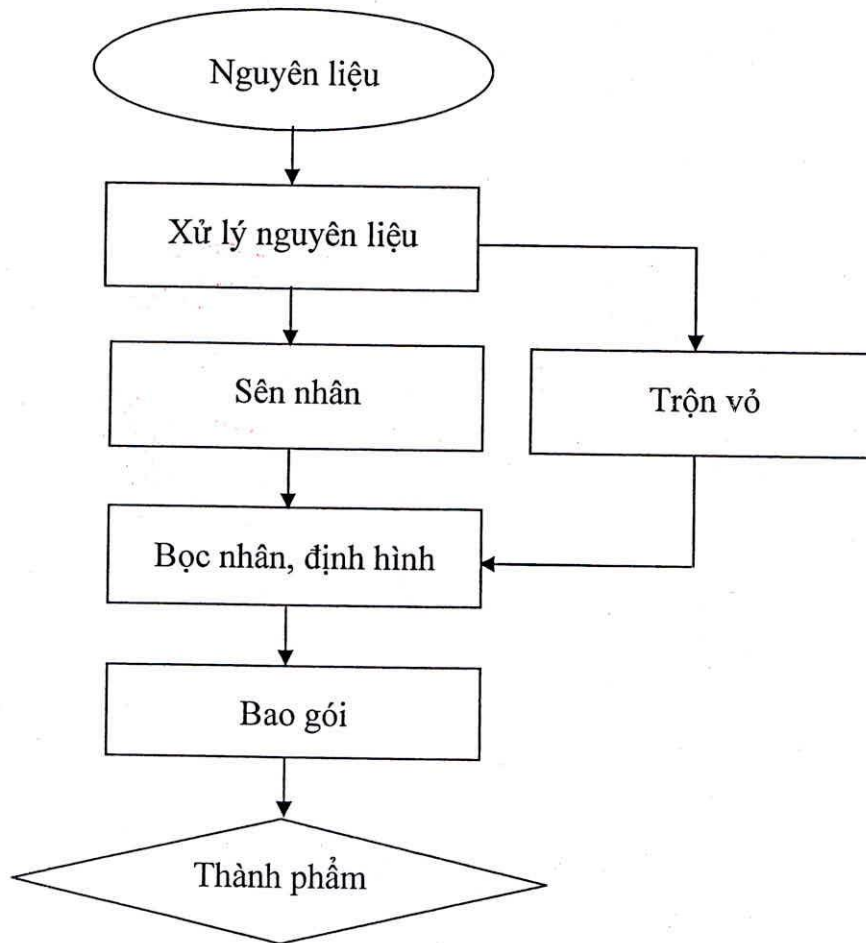 Nguyên liệu
Xử lý nguyên liệu
Sên nhân
Trộn vỏ
Bọc nhân, định hình
Bao gói
Thành phẩm